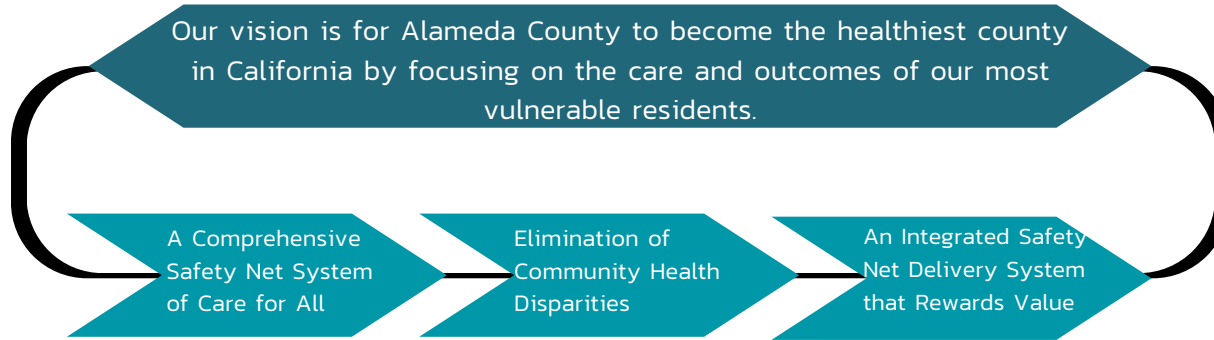 Our vision is for Alameda County to become the healthiest county
in California by focusing on the care and outcomes of our most
vulnerable residents.
A Comprehensive
Safety Net System
of Care for All
Elimination of
Community Health
Disparities
An Integrated Safety
Net Delivery System
that Rewards Value